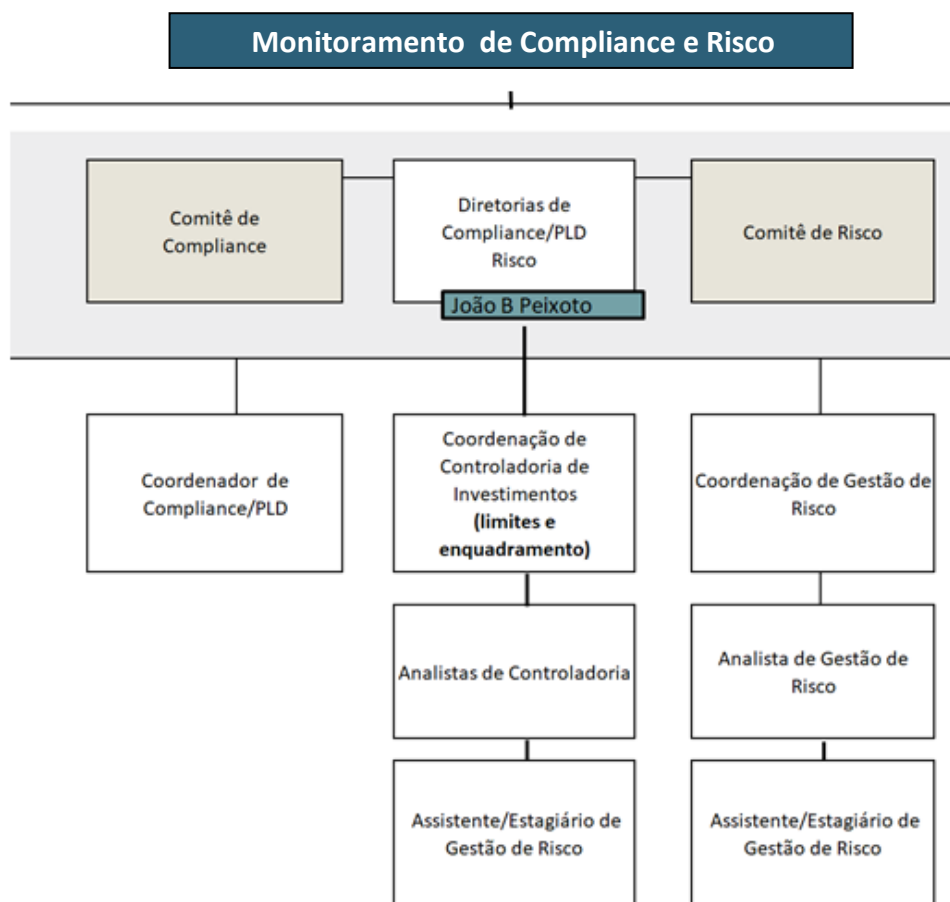 Monitoramento de Compliance e Risco
Comitê de
Compliance
Diretorias de
Compliance/PLD
Risco
João B Peixoto
Comitê de Risco
Coordenador de
Compliance/PLD
Coordenação de
Controladoria de
Investimentos
(limites e
enquadramento)
Coordenação de Gestão de
Risco
Analistas de Controladoria
Analista de Gestão de
Risco
Assistente/Estagiário de
Gestão de Risco
Assistente/Estagiário de
Gestão de Risco